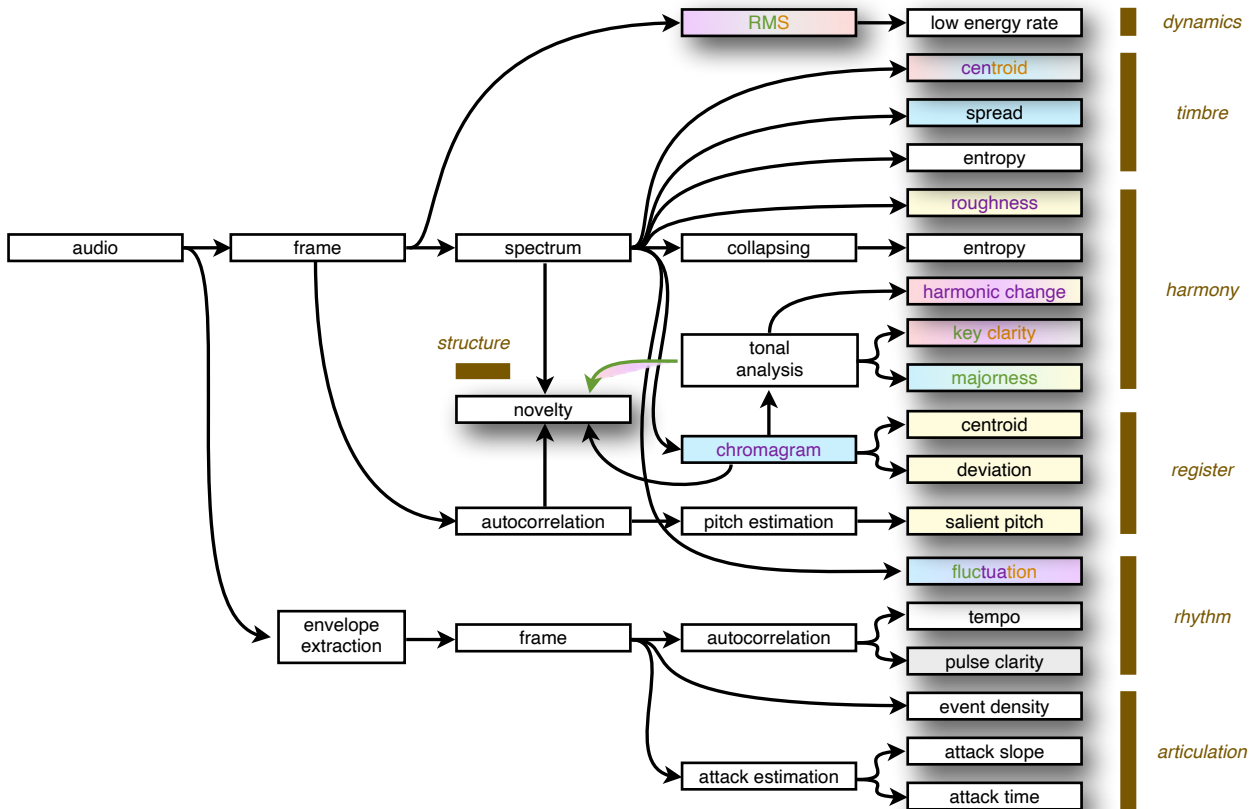 RMS
low energy rate
dynamics
centroid
spread
timbre
entropy
roughness
audio
frame
spectrum
collapsing
entropy
harmonic change
harmony
structure
tonal
analysis
key clarity
majorness
novelty
chromagram
centroid
deviation
register
autocorrelation
pitch estimation
salient pitch
fluctuation
envelope
extraction
frame
autocorrelation
tempo
rhythm
pulse clarity
event density
attack estimation
attack slope
articulation
attack time